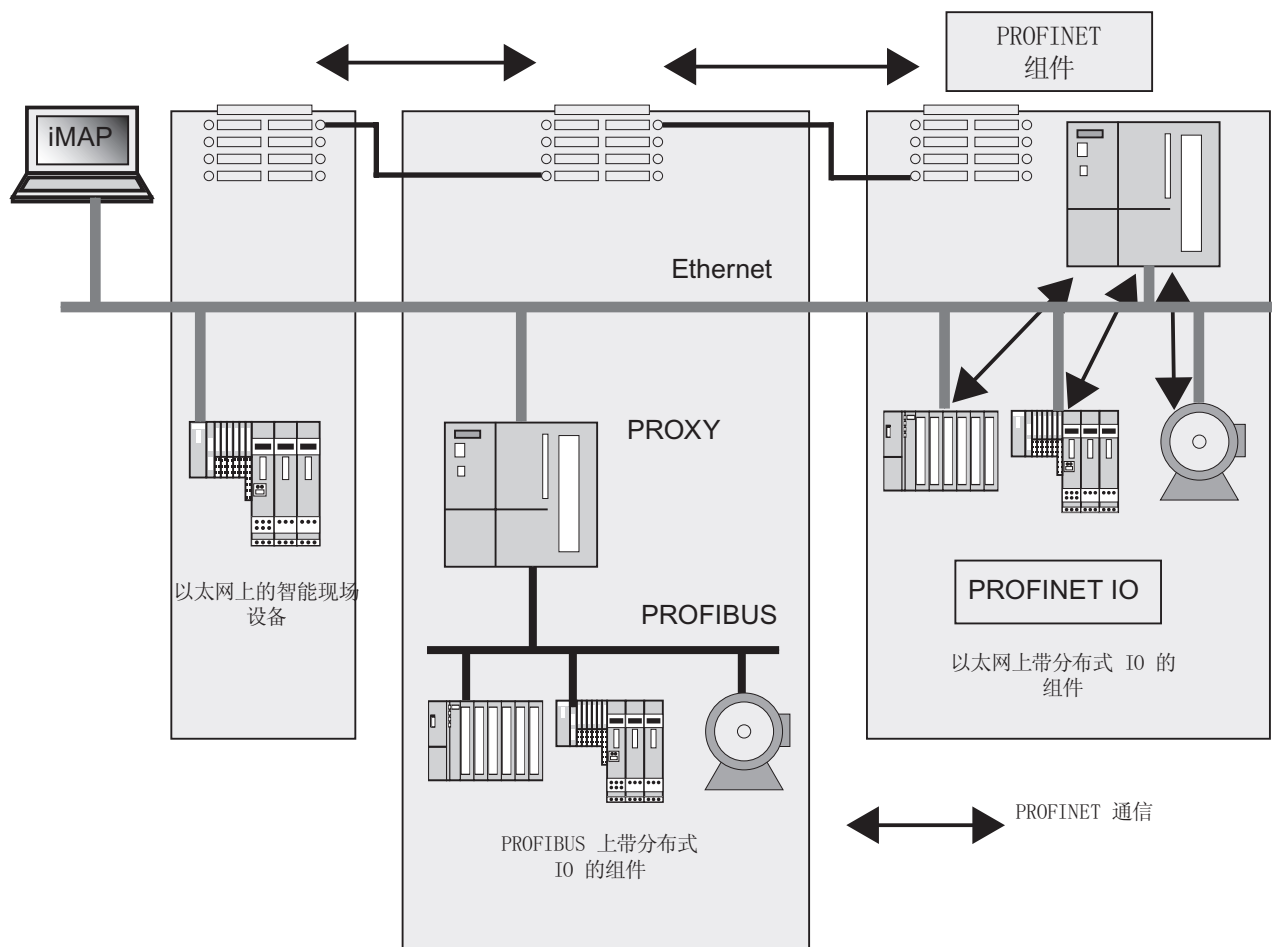 PROFINET
组件
iMAP
Ethernet
PROXY
以太网上的智能现场
设备
PROFINET IO
PROFIBUS
以太网上带分布式 IO 的
组件
PROFINET 通信
PROFIBUS 上带分布式
IO 的组件